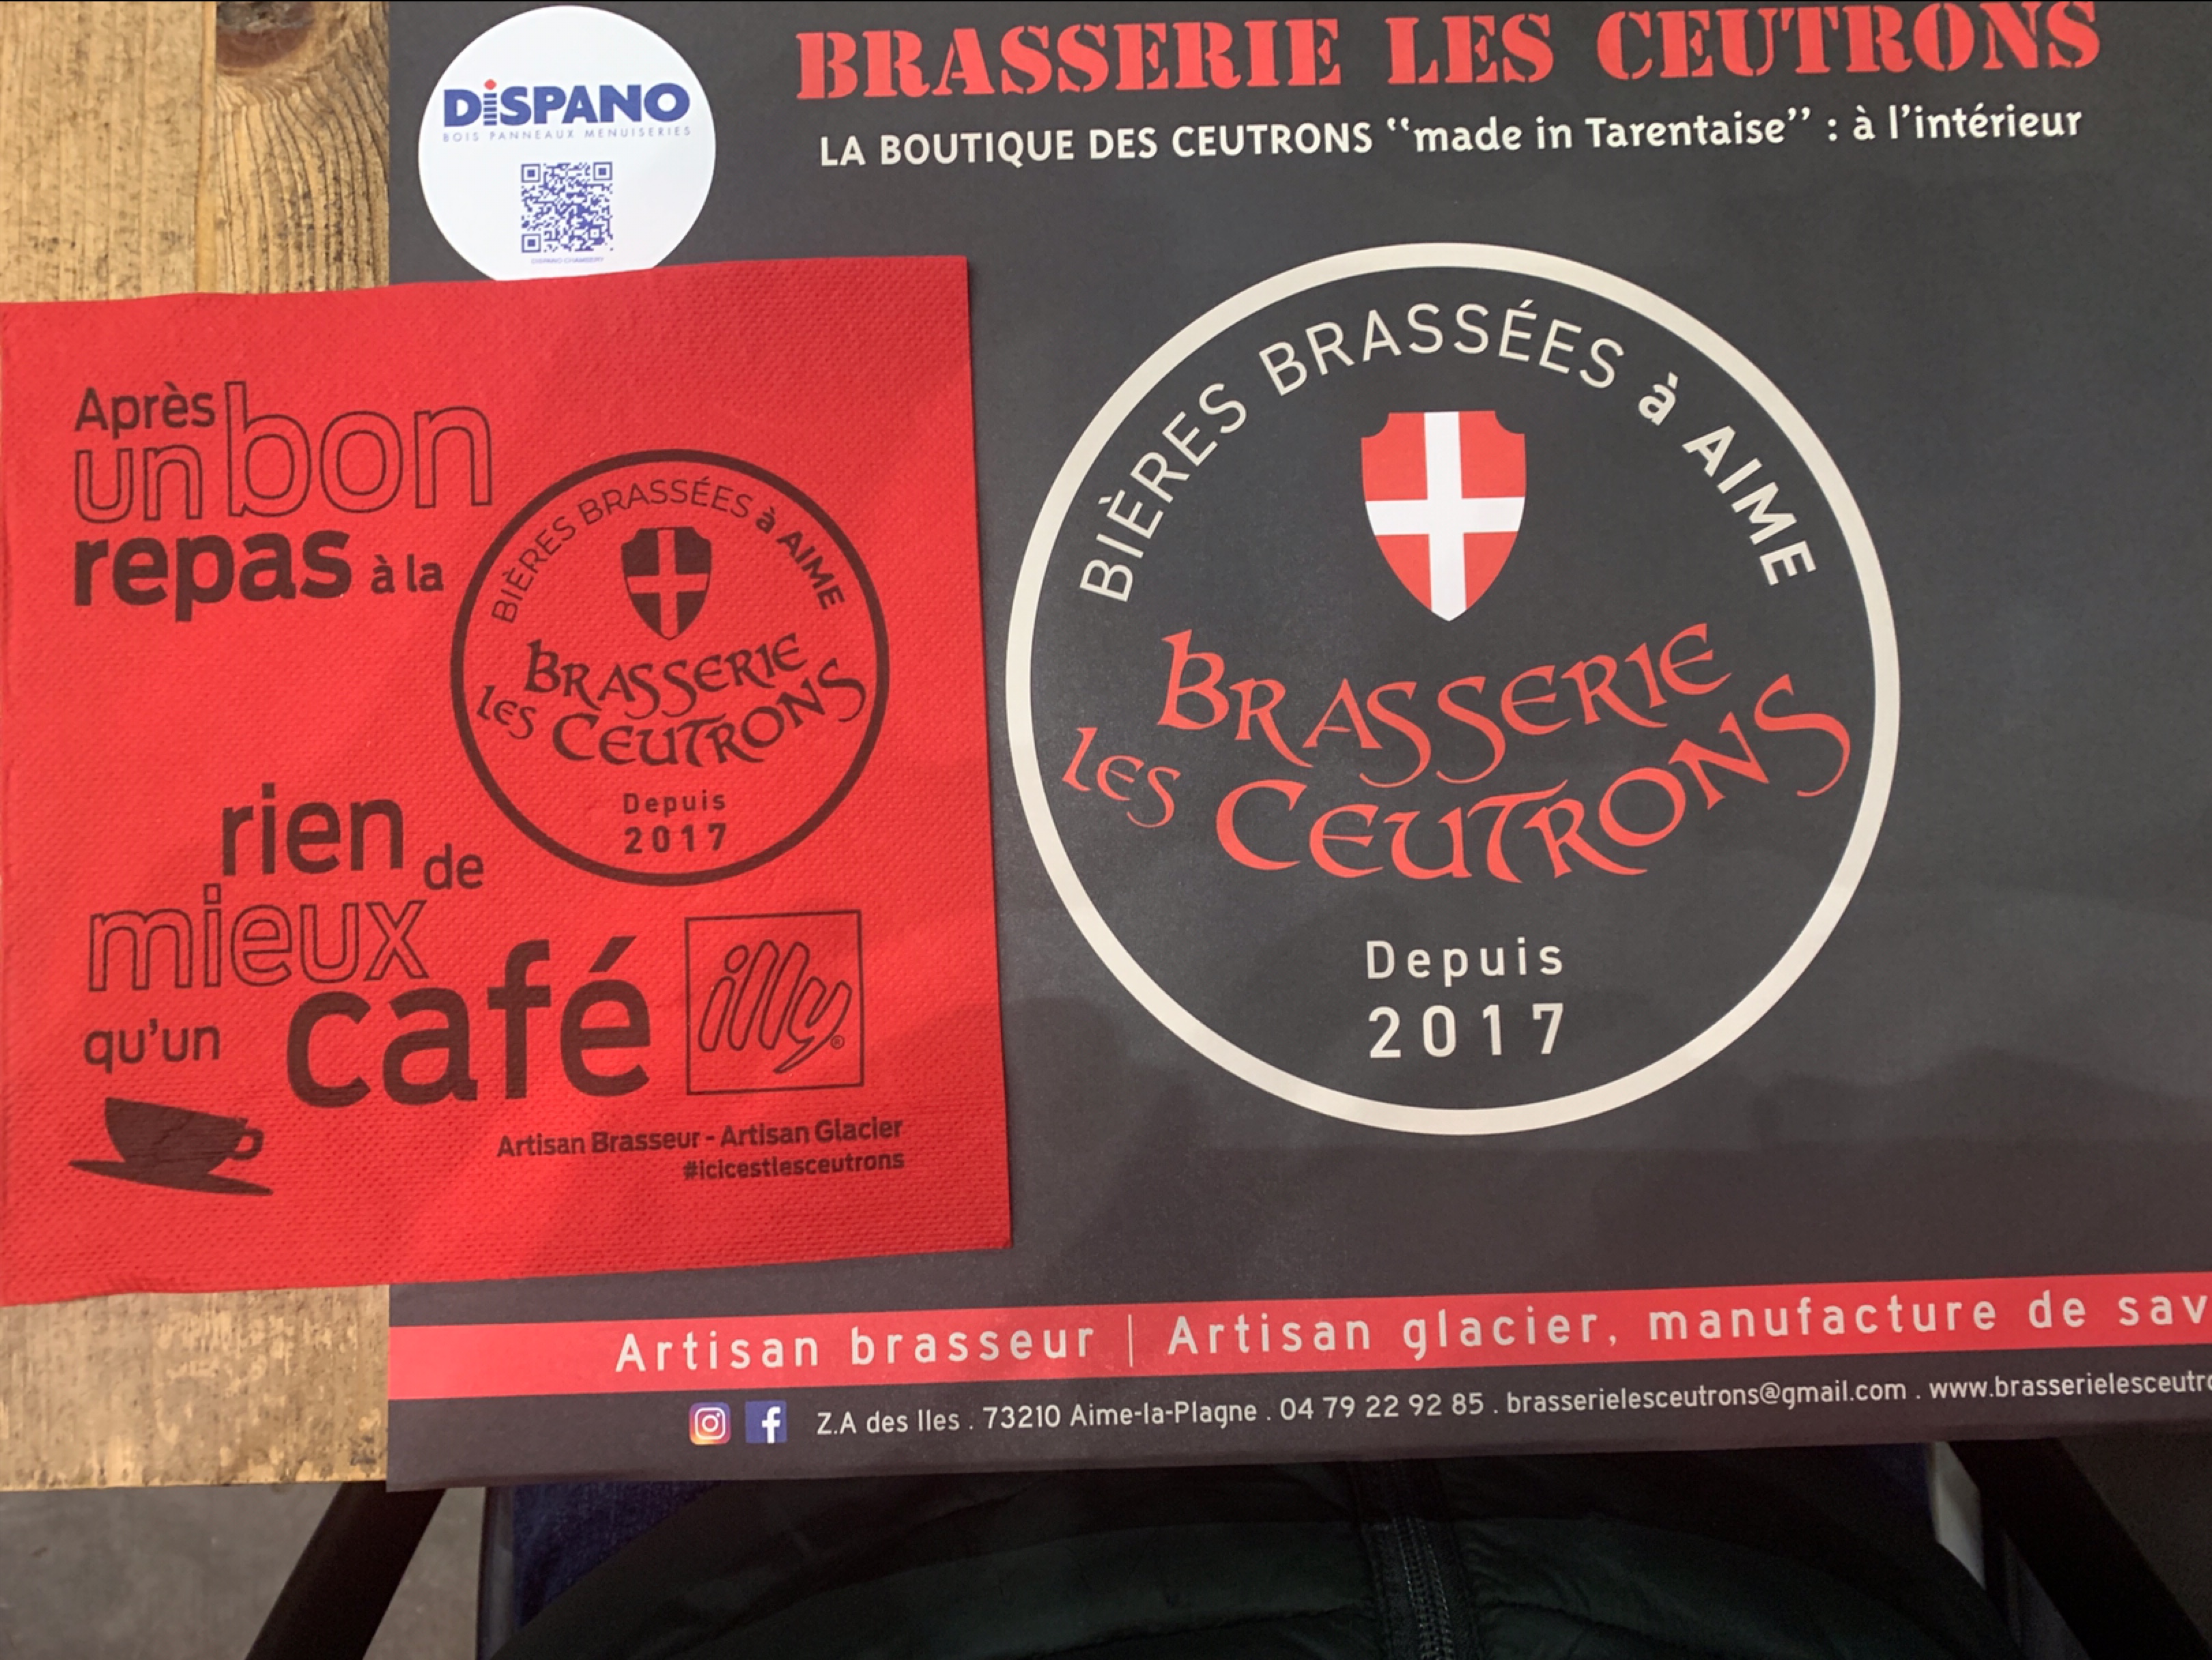 DiSPANO
BOIS PANNEAUX MENUISERIES
DISPANO CHAMBERY
BRASSERIE LES CEUTRONS
LA BOUTIQUE DES CEUTRONS "made in Tarentaise" : à l'intérieur
Après
un bon
repas à la
BIÈRES BRASSÉES à AIME
BRASSERIE
LES CEUTRONS
Depuis
2017
rien de
mieux
qu'un café
illy®
Artisan Brasseur - Artisan Glacier
#icicestlesceutrons
BIÈRES BRASSÉES à AIME
BRASSERIE
LES CEUTRONS
Depuis
2017
Artisan brasseur | Artisan glacier, manufacture de sav
Z.A des Iles . 73210 Aime-la-Plagne . 04 79 22 92 85 . brasserielesceutrons@gmail.com . www.brasserielesceutro